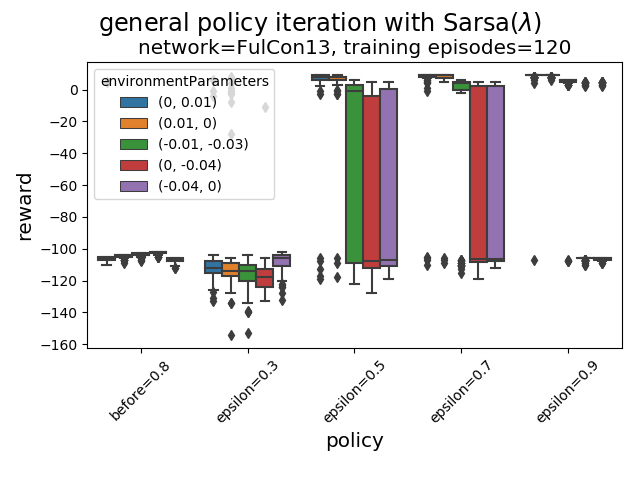 general policy iteration with Sarsa(λ)
network=FulCon13, training episodes=120
environmentParameters
(0, 0.01)
(0.01, 0)
(-0.01, -0.03)
(0, -0.04)
(-0.04, 0)
reward
0
−20
−40
−60
−80
−100
−120
−140
−160
before=0.8
epsilon=0.3
epsilon=0.5
epsilon=0.7
epsilon=0.9
policy